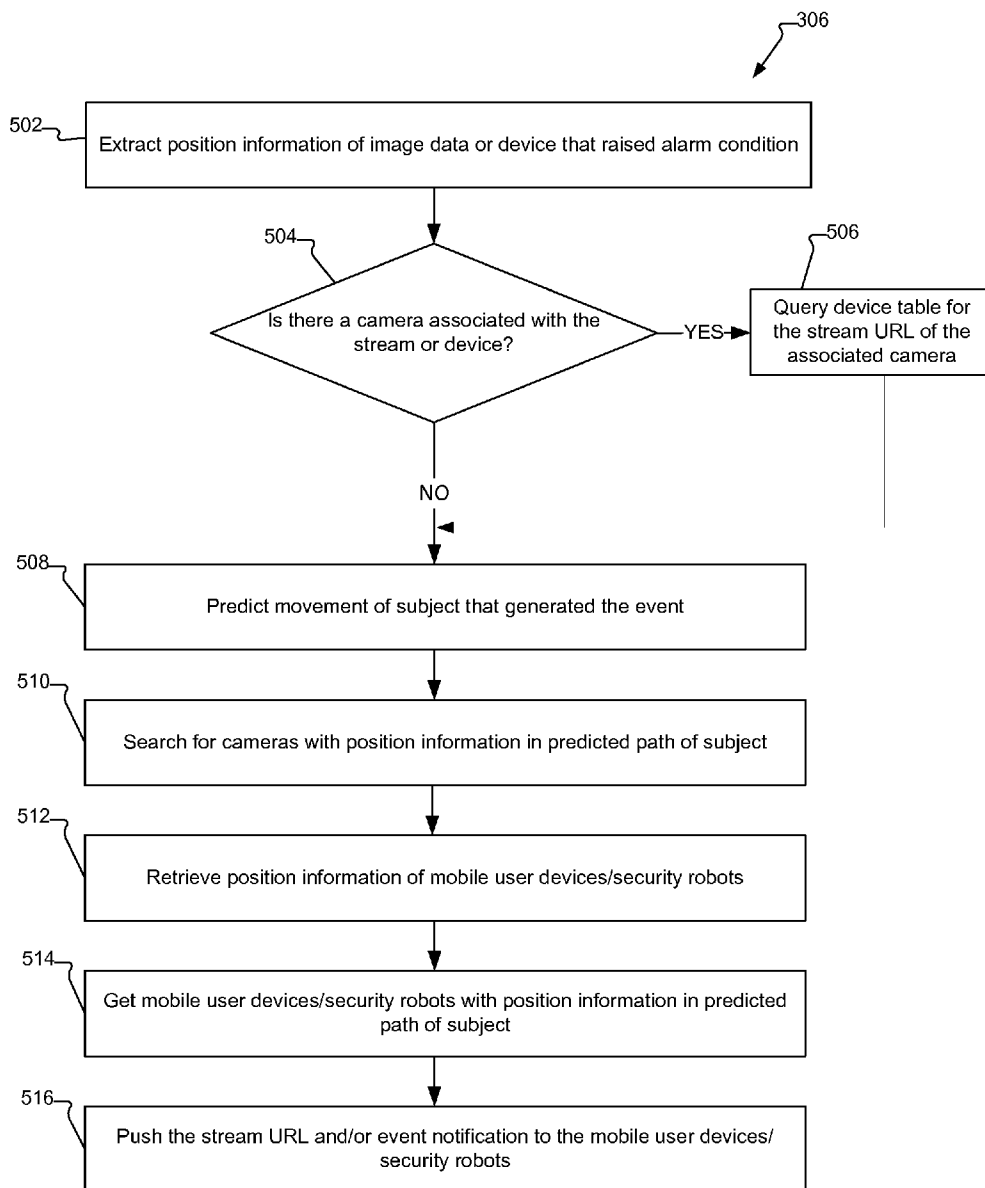 306
502
Extract position information of image data or device that raised alarm condition
504
506
Is there a camera associated with the
stream or device?
YES
Query device table for
the stream URL of the
associated camera
NO
508
Predict movement of subject that generated the event
510
Search for cameras with position information in predicted path of subject
512
Retrieve position information of mobile user devices/security robots
514
Get mobile user devices/security robots with position information in predicted
path of subject
516
Push the stream URL and/or event notification to the mobile user devices/
security robots